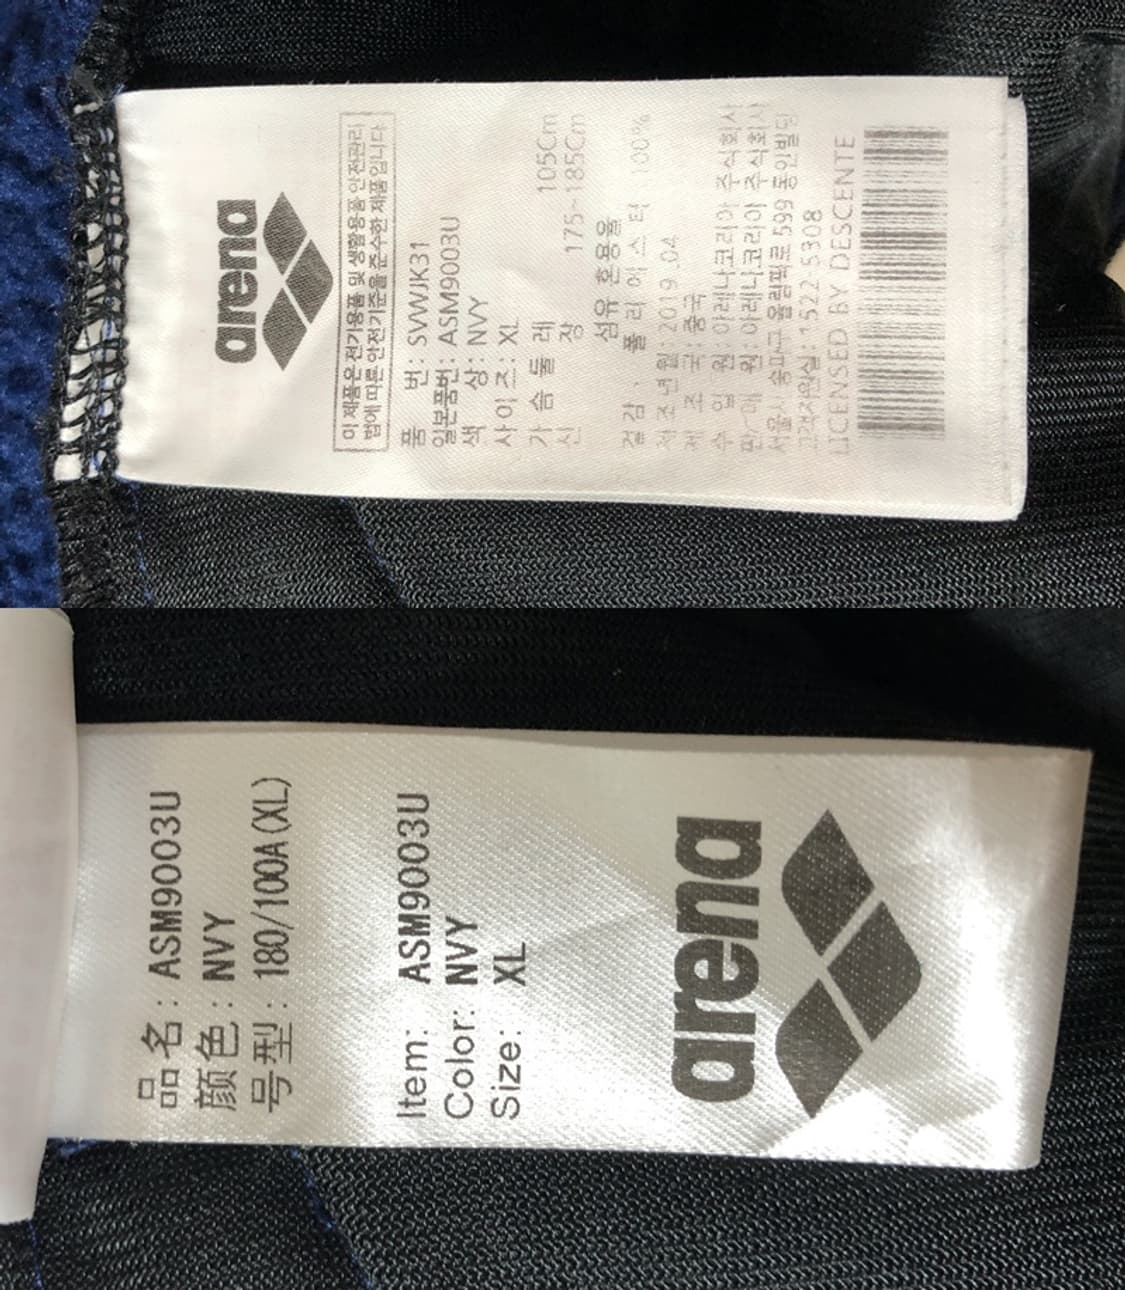 arena
이 제품은 전기용품 및 생활용품 안전관리
법에 따른 안전기준을 준수한 제품입니다
품 번 : SVWJK31
일본품번 : ASM9003U
색 상 : NVY
사 이 즈 : XL
가 슴 둘 레 105Cm
신 장 175~185Cm
섬유 혼용율
겉감, 폴 리 에 스 터 100%
제 조 년 월 : 2019.04
제 조 국 : 중국
수 입 원 : 아레나코리아 주식회사
판 매 원 : 아레나코리아 주식회사
서울시 송파구 올림픽로 599 동인빌딩
고객지원실 : 1522 5308
LICENSED BY DESCENTE
品名 : ASM9003U
颜色 : NVY
号型 : 180/100A(XL)
Item: ASM9003U
Color: NVY
Size: XL
arena